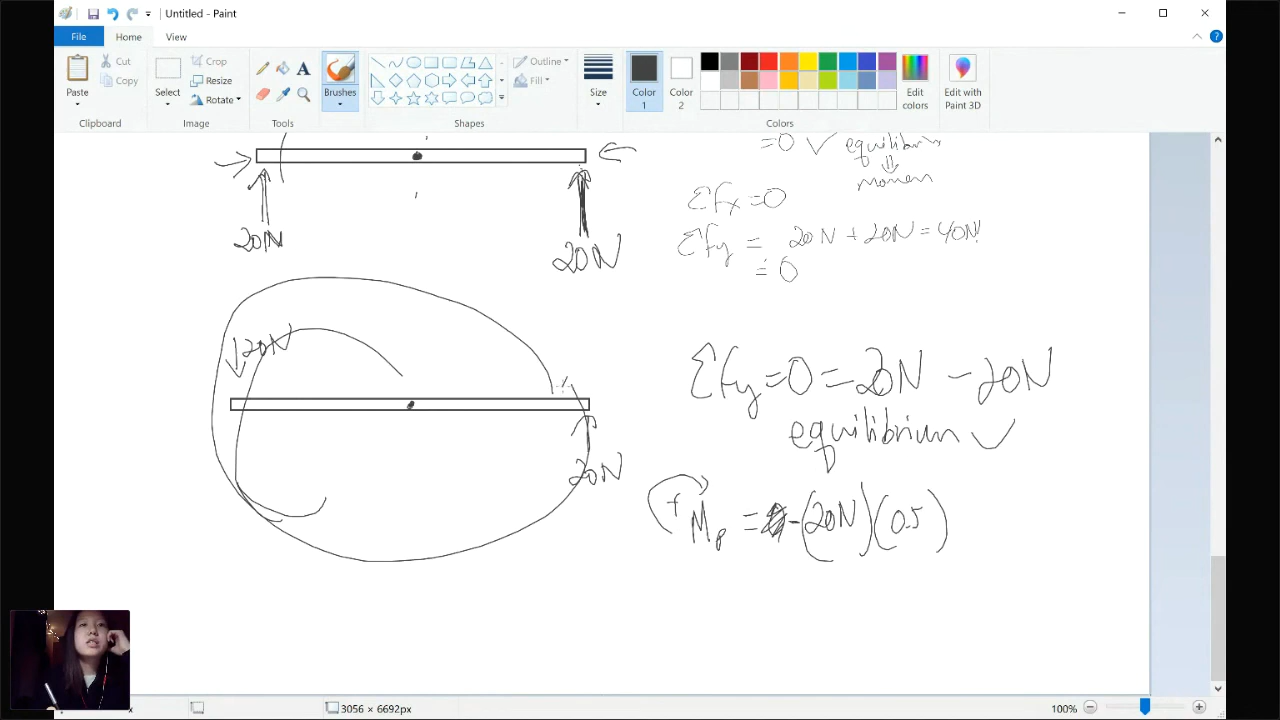 Untitled - Paint
File Home View
Paste
Cut
Copy
Clipboard
Select
Crop
Resize
Rotate
Image
A
Tools
Brushes
Outline
Fill
Shapes
Size
Color 1
Color 2
Edit colors
Edit with Paint 3D
Colors
=0 ✓ equilibrium
⇓
momen
ΣFx=0
ΣFy = 20N+20N=40N!
= 0
20N
20N
20N
20N
ΣFy=0=20N -20N
equilibrium ✓
+ Mp = -(20N)(0.5)
3056 × 6692px
100%